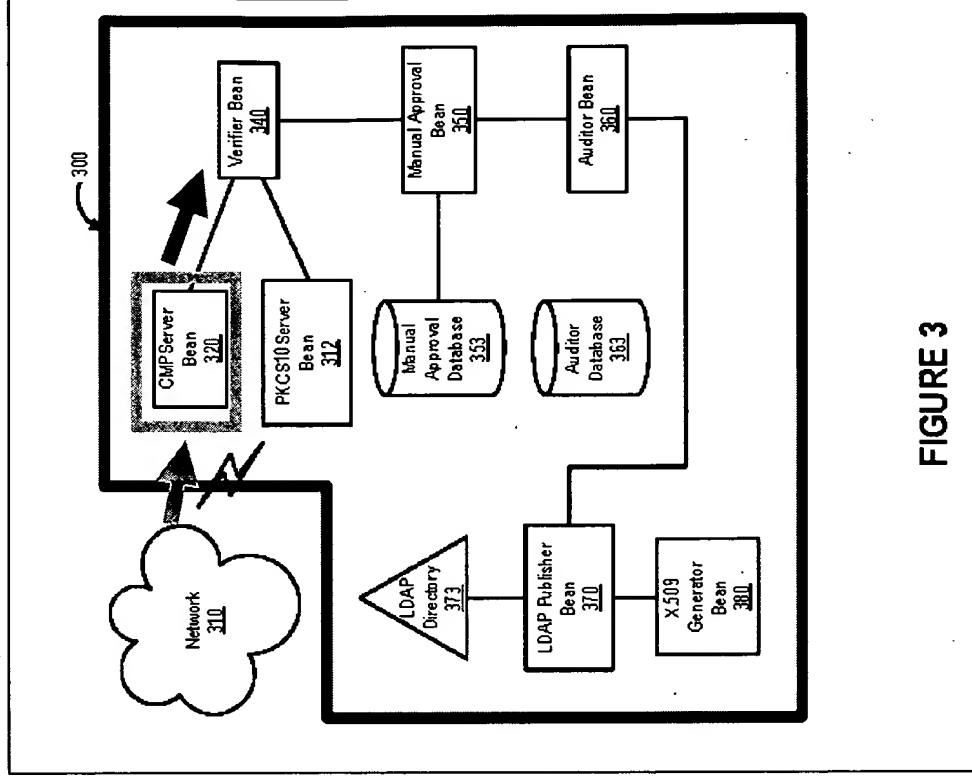 300
Network
310
CMPServer
Bean
320
Verifier Bean
340
PKCS10 Server
Bean
312
Manual
Approval
Database
353
Manual Approval
Bean
350
LDAP
Directory
373
Auditor
Database
363
Auditor Bean
360
LDAP Publisher
Bean
370
X.509
Generator
Bean
380
FIGURE 3